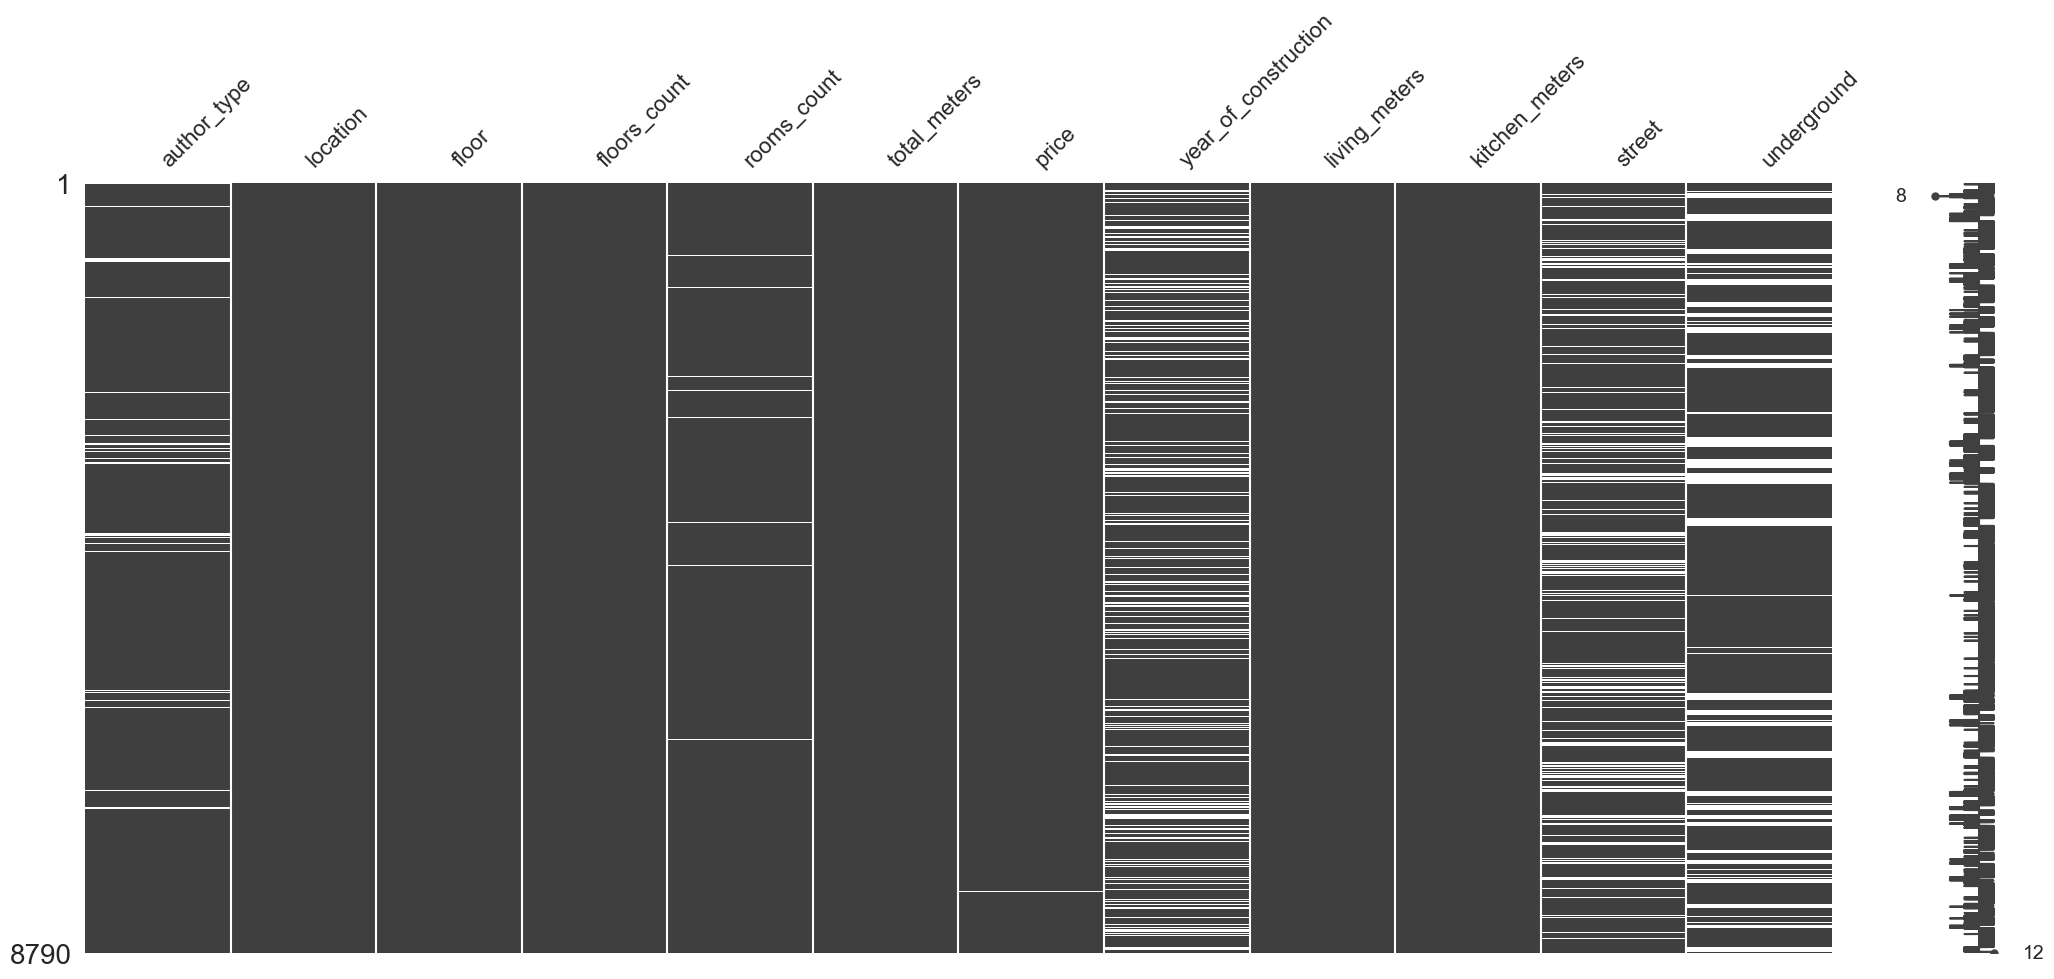 author_type
location
floor
floors_count
rooms_count
total_meters
price
year_of_construction
living_meters
kitchen_meters
street
underground
1
8
8790
12